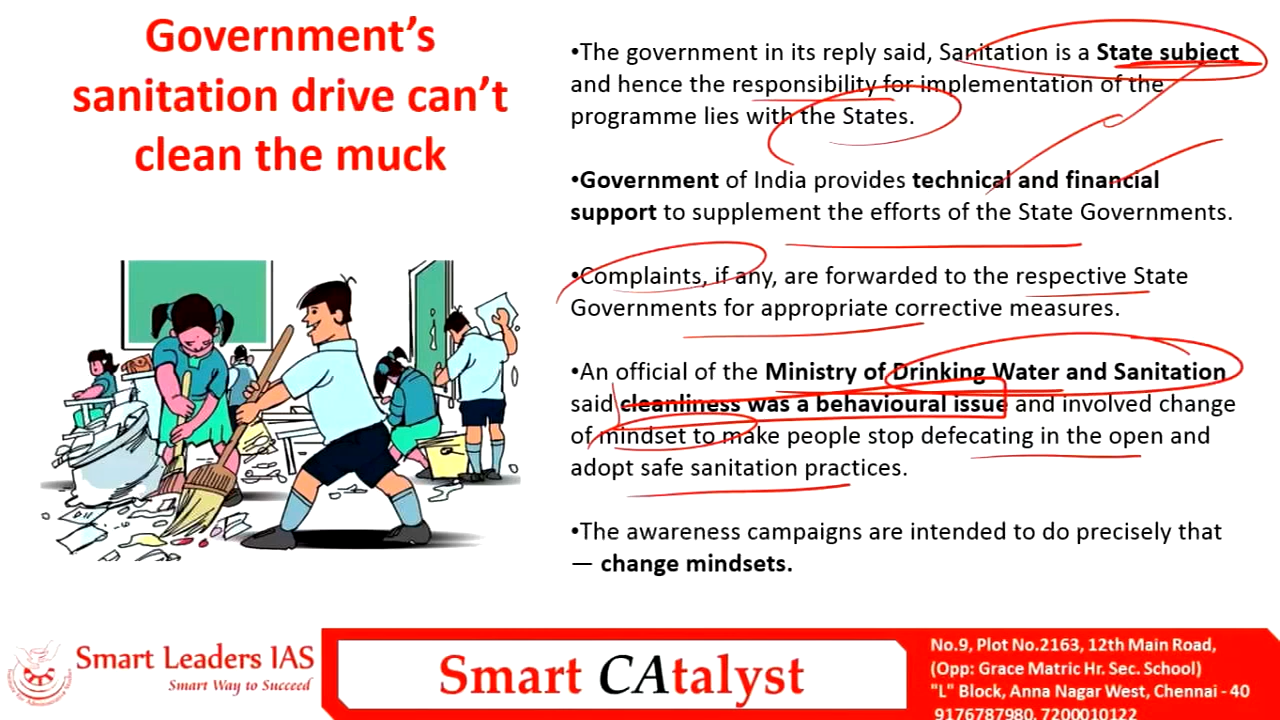 Government's
sanitation drive can't
clean the muck
•The government in its reply said, Sanitation is a State subject
and hence the responsibility for implementation of the
programme lies with the States.
•Government of India provides technical and financial
support to supplement the efforts of the State Governments.
•Complaints, if any, are forwarded to the respective State
Governments for appropriate corrective measures.
•An official of the Ministry of Drinking Water and Sanitation
said cleanliness was a behavioural issue and involved change
of mindset to make people stop defecating in the open and
adopt safe sanitation practices.
•The awareness campaigns are intended to do precisely that
— change mindsets.
Smart Leaders IAS
Smart Way to Succeed
Smart CAtalyst
No.9, Plot No.2163, 12th Main Road,
(Opp: Grace Matric Hr. Sec. School)
"L" Block, Anna Nagar West, Chennai - 40
9176787980, 7200010122